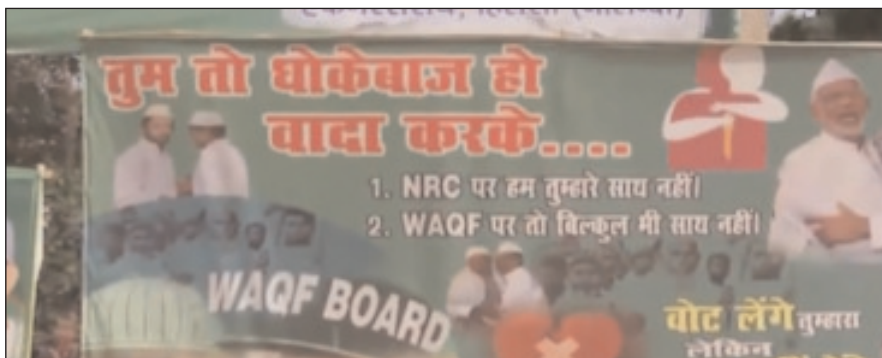 तुम तो धोकेबाज हो
वादा करके....
1. NRC पर हम तुम्हारे साथ नहीं।
2. WAQF पर तो बिल्कुल भी साथ नहीं।
WAQF BOARD
वोट लेंगे तुम्हारा
लेकिन